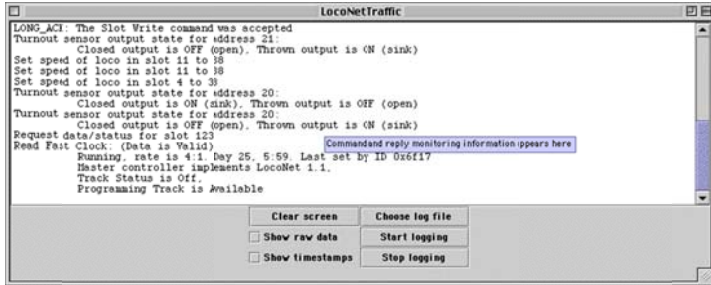 LocoNetTraffic
LONG_ACK: The Slot Write command was accepted
Turnout sensor output state for address 21:
Closed output is OFF (open), Thrown output is ON (sink)
Set speed of loco in slot 11 to 38
Set speed of loco in slot 11 to 38
Set speed of loco in slot 4 to 38
Turnout sensor output state for address 20:
Closed output is ON (sink), Thrown output is OFF (open)
Turnout sensor output state for address 20:
Closed output is OFF (open), Thrown output is ON (sink)
Request data/status for slot 123
Read Fast Clock: (Data is Valid)
Commandand reply monitoring information appears here
Running, rate is 4:1. Day 25, 5:59. Last set by ID 0x6f17
Master controller implements LocoNet 1.1,
Track Status is Off,
Programming Track is Available
Clear screen Choose log file
Show raw data Start logging
Show timestamps Stop logging